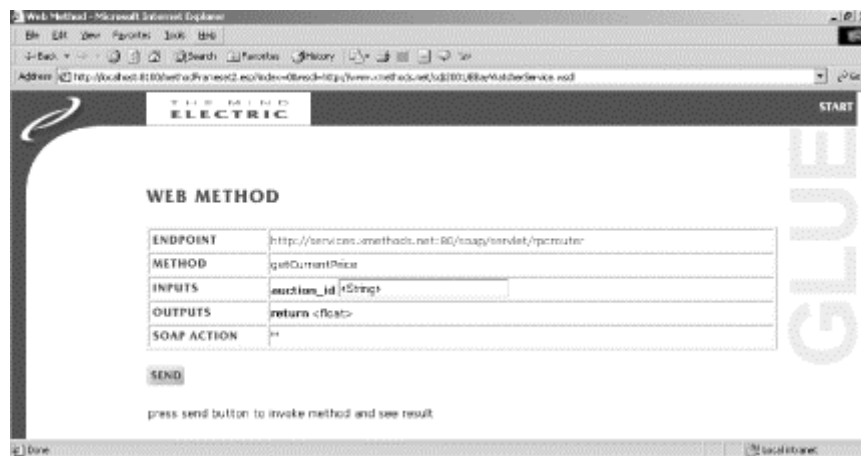 Web Method - Microsoft Internet Explorer
File Edit View Favorites Tools Help
Back Search Favorites History
Address
THE MIND
ELECTRIC
START
GLUE
WEB METHOD
ENDPOINT http://services.xmethods.net:80/soap/servlet/rpcrouter
METHOD getCurrentPrice
INPUTS auction_id <String>
OUTPUTS return <float>
SOAP ACTION ""
SEND
press send button to invoke method and see result
Done Local intranet